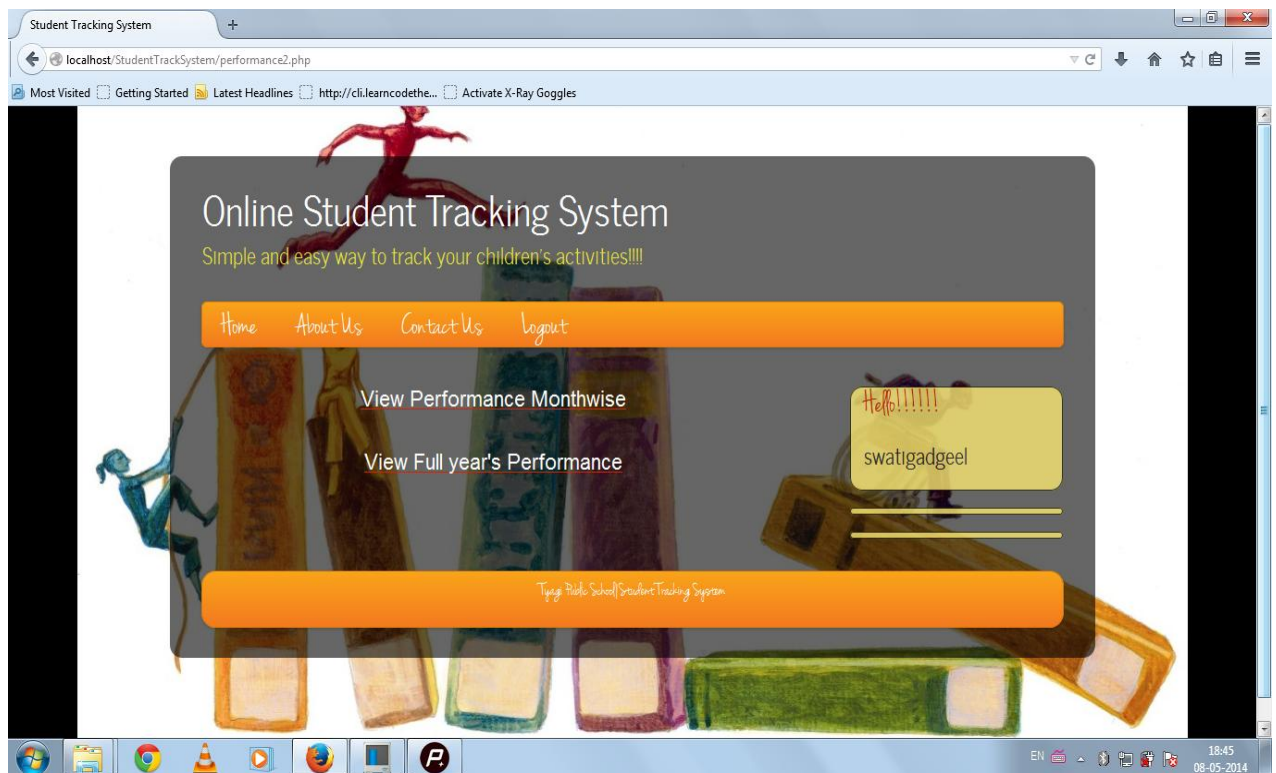 Student Tracking System
localhost/StudentTrackSystem/performance2.php
Most Visited Getting Started Latest Headlines http://cli.learncodethe... Activate X-Ray Goggles
Online Student Tracking System
Simple and easy way to track your children's activities!!!!
Home About Us Contact Us Logout
View Performance Monthwise
View Full year's Performance
Hello!!!!!!
swatigadgeel
Tyagi Public School|Student Tracking System
EN 18:45
08-05-2014